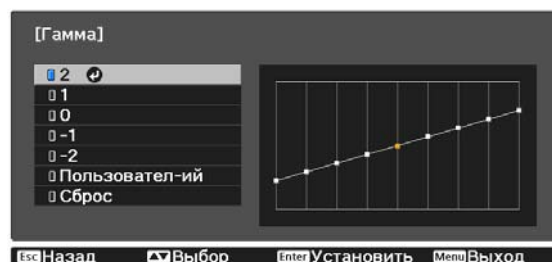 [Гамма]
2
1
0
-1
-2
Пользовател-ий
Сброс
Esc Назад Выбор Enter Установить Menu Выход